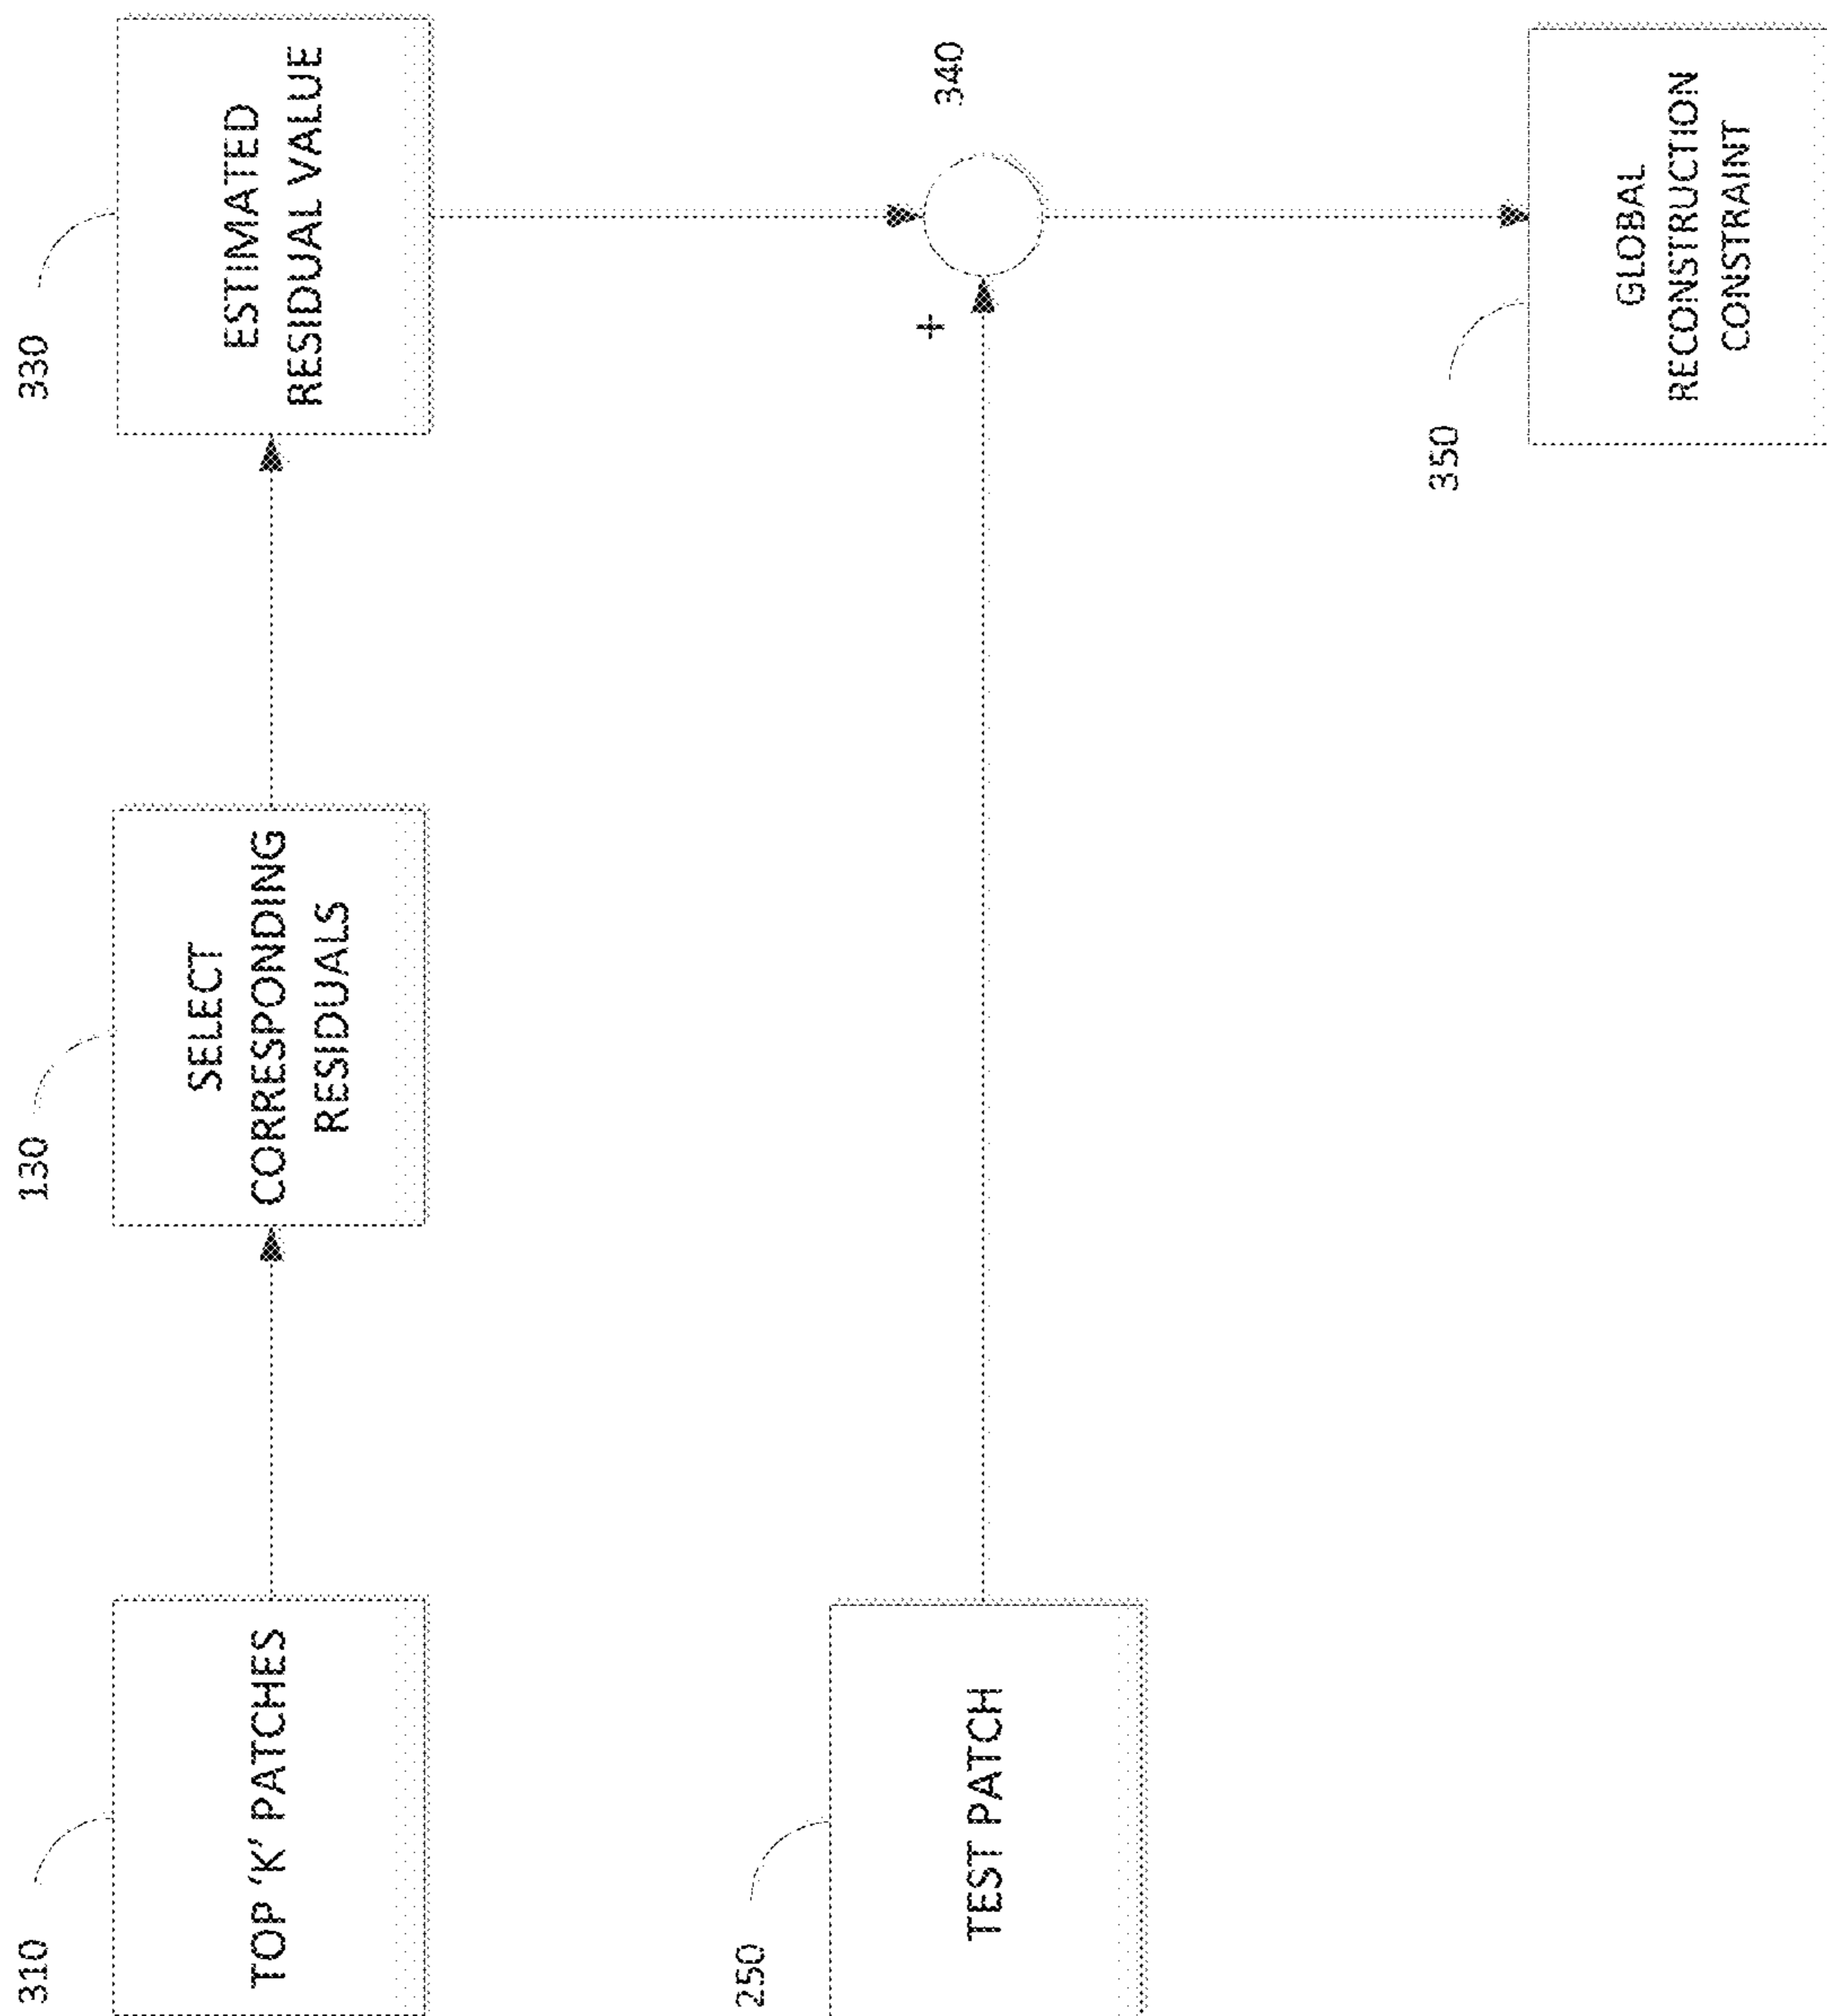 310
TOP 'K' PATCHES
130
SELECT
CORRESPONDING
RESIDUALS
330
ESTIMATED
RESIDUAL VALUE
250
TEST PATCH
+
340
350
GLOBAL
RECONSTRUCTION
CONSTRAINT